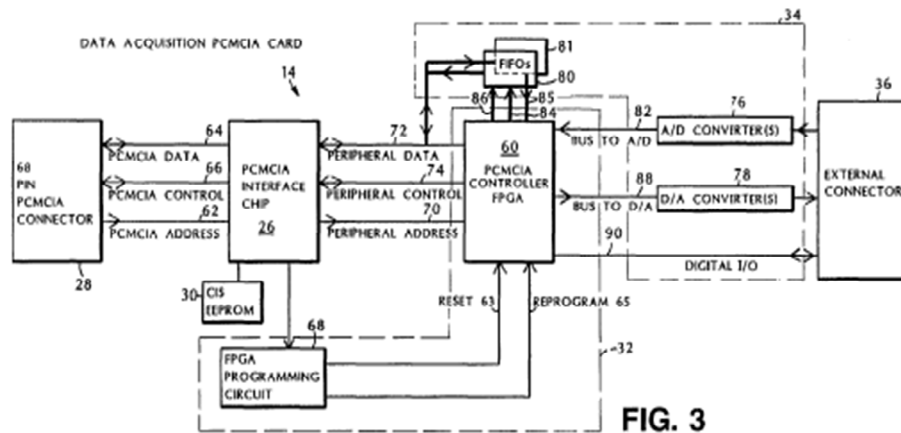 DATA ACQUISITION PCMCIA CARD
14
34
81
FIFOs
80
86
85
84
36
68
PIN
PCMCIA
CONNECTOR
28
64
PCMCIA DATA
66
PCMCIA CONTROL
62
PCMCIA ADDRESS
PCMCIA
INTERFACE
CHIP
26
72
PERIPHERAL DATA
74
PERIPHERAL CONTROL
70
PERIPHERAL ADDRESS
60
PCMCIA
CONTROLLER
FPGA
82
BUS TO A/D
76
A/D CONVERTER(S)
88
BUS TO D/A
78
D/A CONVERTER(S)
90
DIGITAL I/O
EXTERNAL
CONNECTOR
30
CIS
EEPROM
RESET 63
REPROGRAM 65
68
FPGA
PROGRAMMING
CIRCUIT
32
FIG. 3